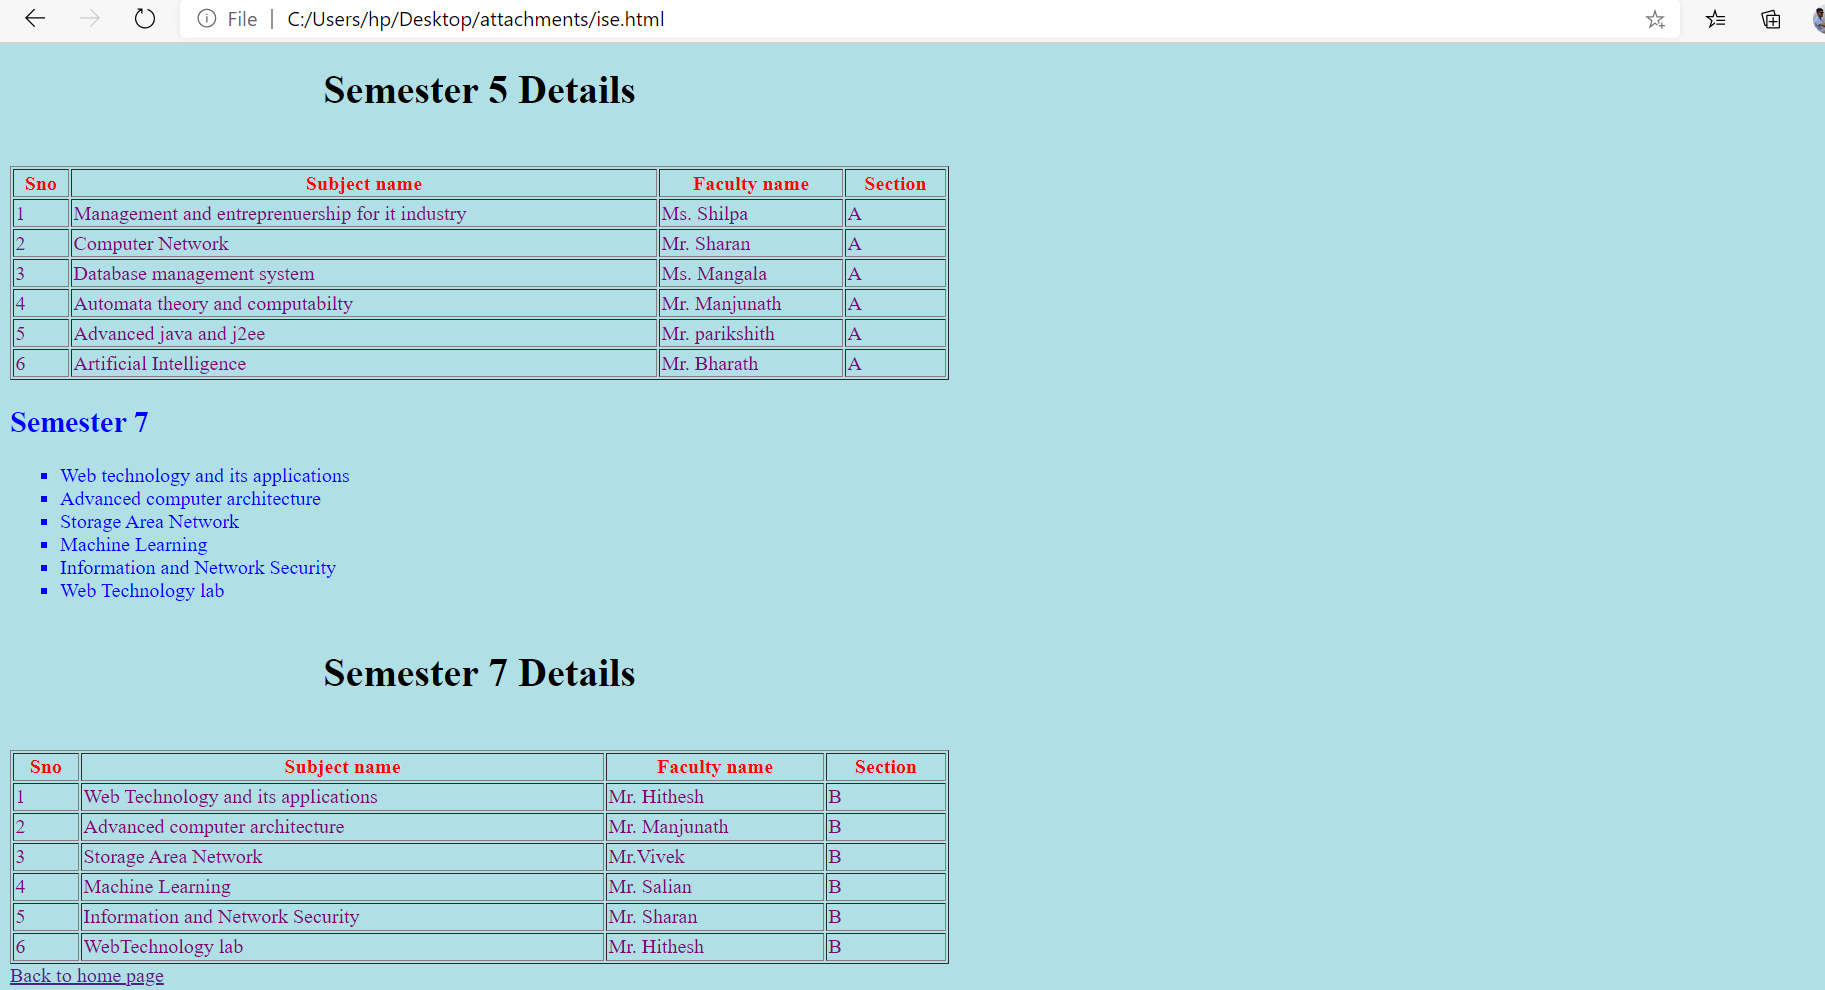 File | C:/Users/hp/Desktop/attachments/ise.html
Semester 5 Details
Sno Subject name Faculty name Section
1 Management and entreprenuership for it industry Ms. Shilpa A
2 Computer Network Mr. Sharan A
3 Database management system Ms. Mangala A
4 Automata theory and computabilty Mr. Manjunath A
5 Advanced java and j2ee Mr. parikshith A
6 Artificial Intelligence Mr. Bharath A
Semester 7
Web technology and its applications
Advanced computer architecture
Storage Area Network
Machine Learning
Information and Network Security
Web Technology lab
Semester 7 Details
Sno Subject name Faculty name Section
1 Web Technology and its applications Mr. Hithesh B
2 Advanced computer architecture Mr. Manjunath B
3 Storage Area Network Mr.Vivek B
4 Machine Learning Mr. Salian B
5 Information and Network Security Mr. Sharan B
6 WebTechnology lab Mr. Hithesh B
Back to home page